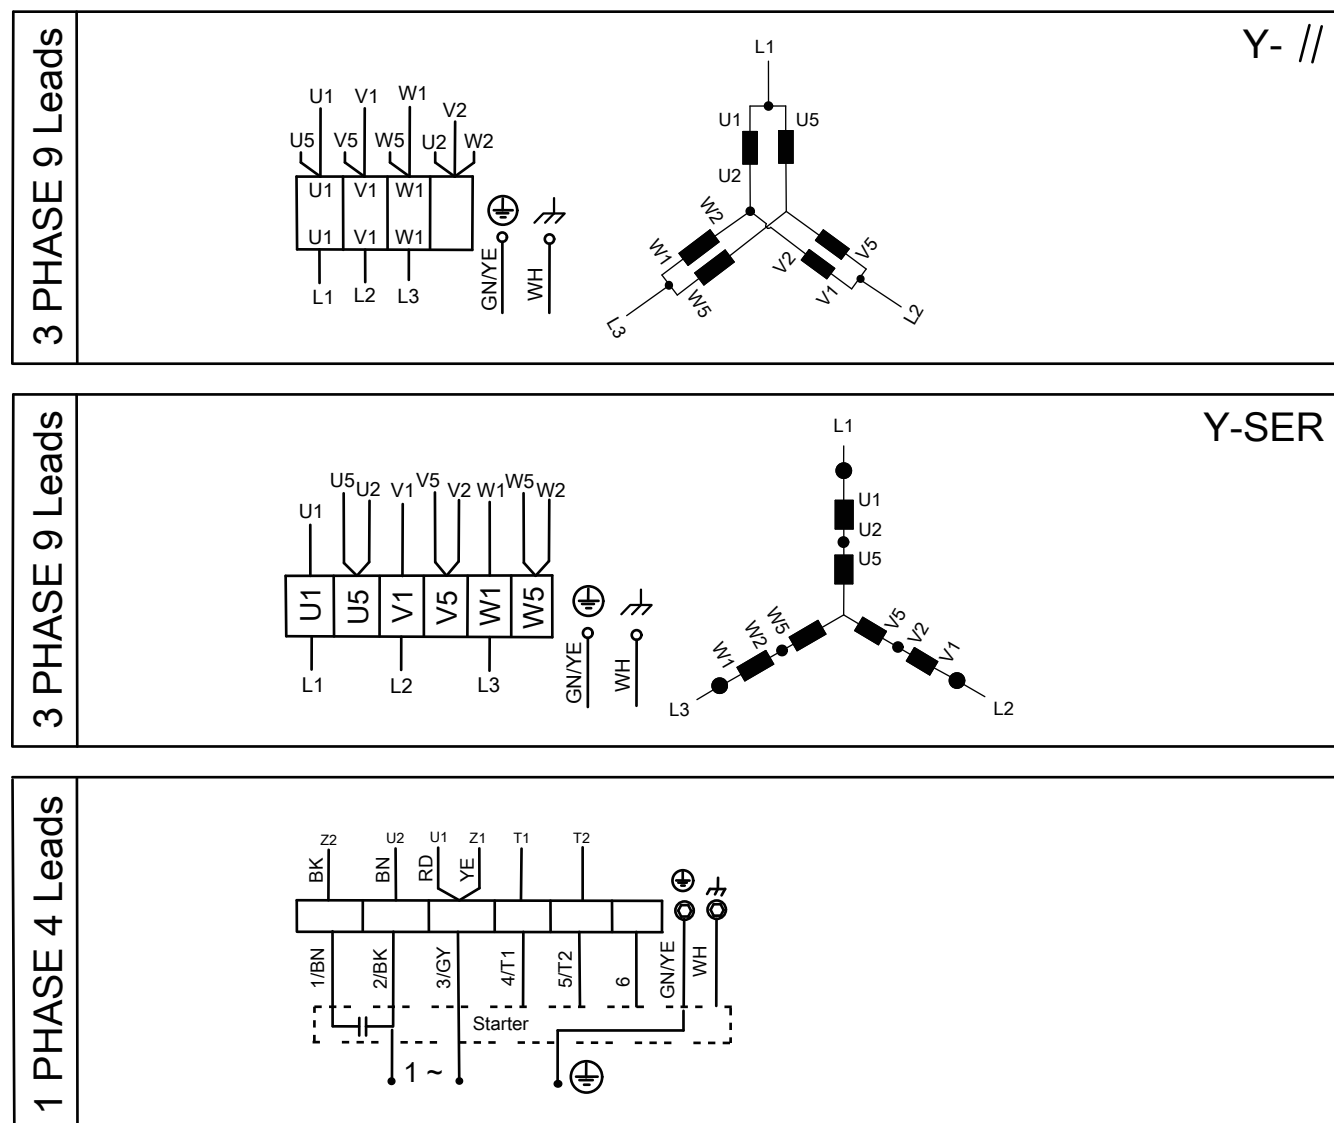 3 PHASE 9 Leads
Y- //
U1 V1 W1 V2
U5 V5 W5 U2 W2
U1 V1 W1
U1 V1 W1
L1 L2 L3
GN/YE WH
L1
U1 U5
U2
W2 V5
W1 V2
W5 V1
L3 L2
3 PHASE 9 Leads
Y-SER
U1 U5 U2 V1 V5 V2 W1 W5 W2
U1 U5 V1 V5 W1 W5
L1 L2 L3
GN/YE WH
L1
U1
U2
U5
W5 V5
W2 V2
W1 V1
L3 L2
1 PHASE 4 Leads
Z2 U2 U1 Z1 T1 T2
BK BN RD YE
1/BN 2/BK 3/GY 4/T1 5/T2 6 GN/YE WH
Starter
1 ~